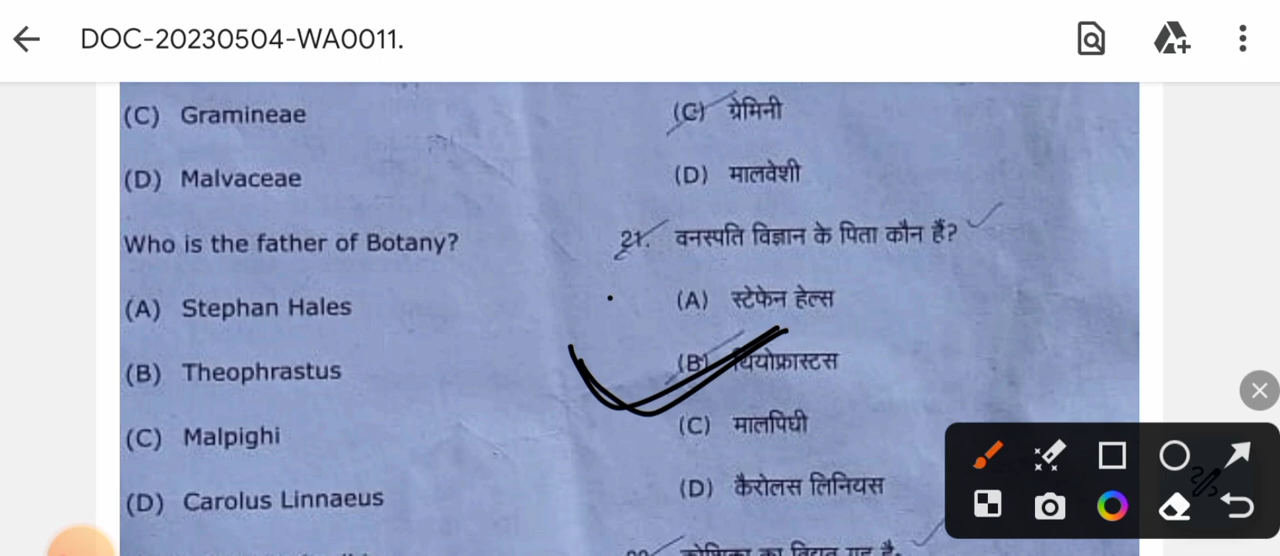 DOC-20230504-WA0011.
(C) Gramineae
(C) ग्रेमिनी
(D) Malvaceae
(D) मालवेशी
Who is the father of Botany?
21. वनस्पति विज्ञान के पिता कौन हैं?
(A) Stephan Hales
(A) स्टेफेन हेल्स
(B) Theophrastus
(B) थियोफ्रास्टस
(C) Malpighi
(C) मालपिघी
(D) Carolus Linnaeus
(D) कैरोलस लिनियस